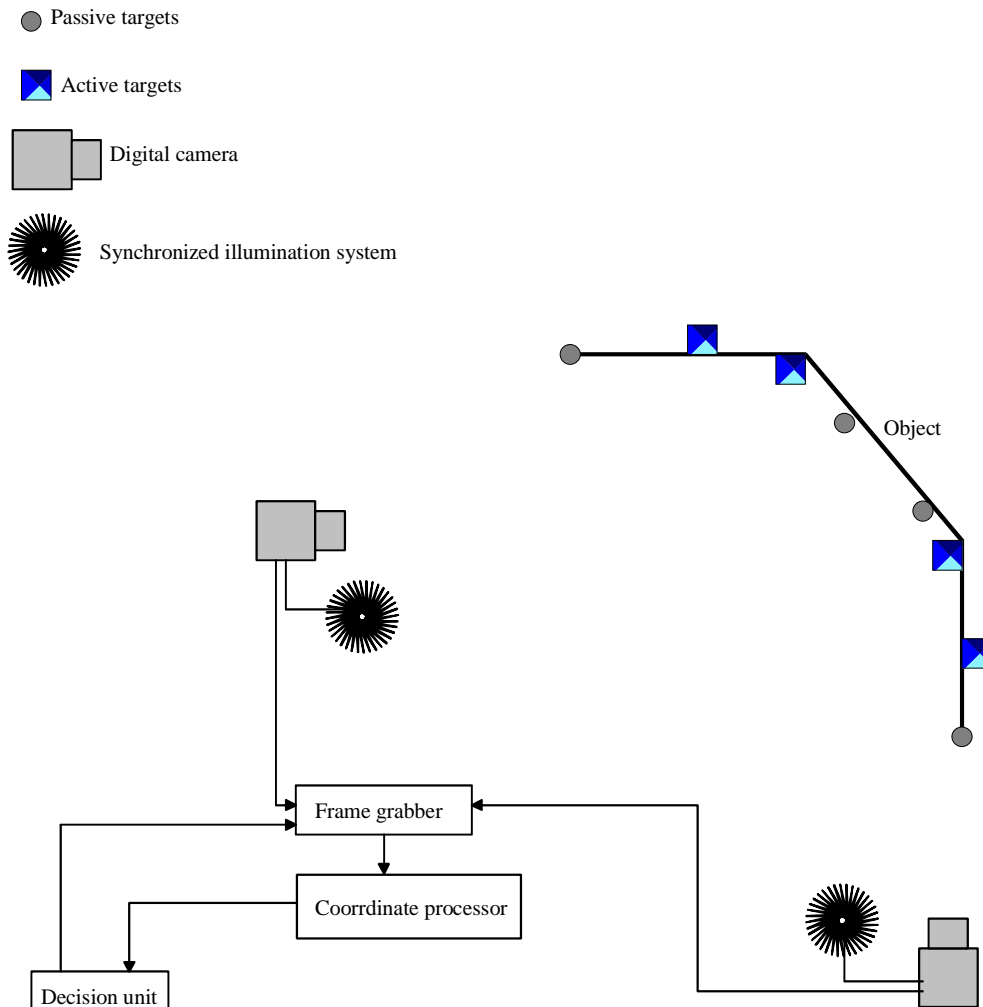 Passive targets
Active targets
Digital camera
Synchronized illumination system
Object
Frame grabber
Coorrdinate processor
Decision unit